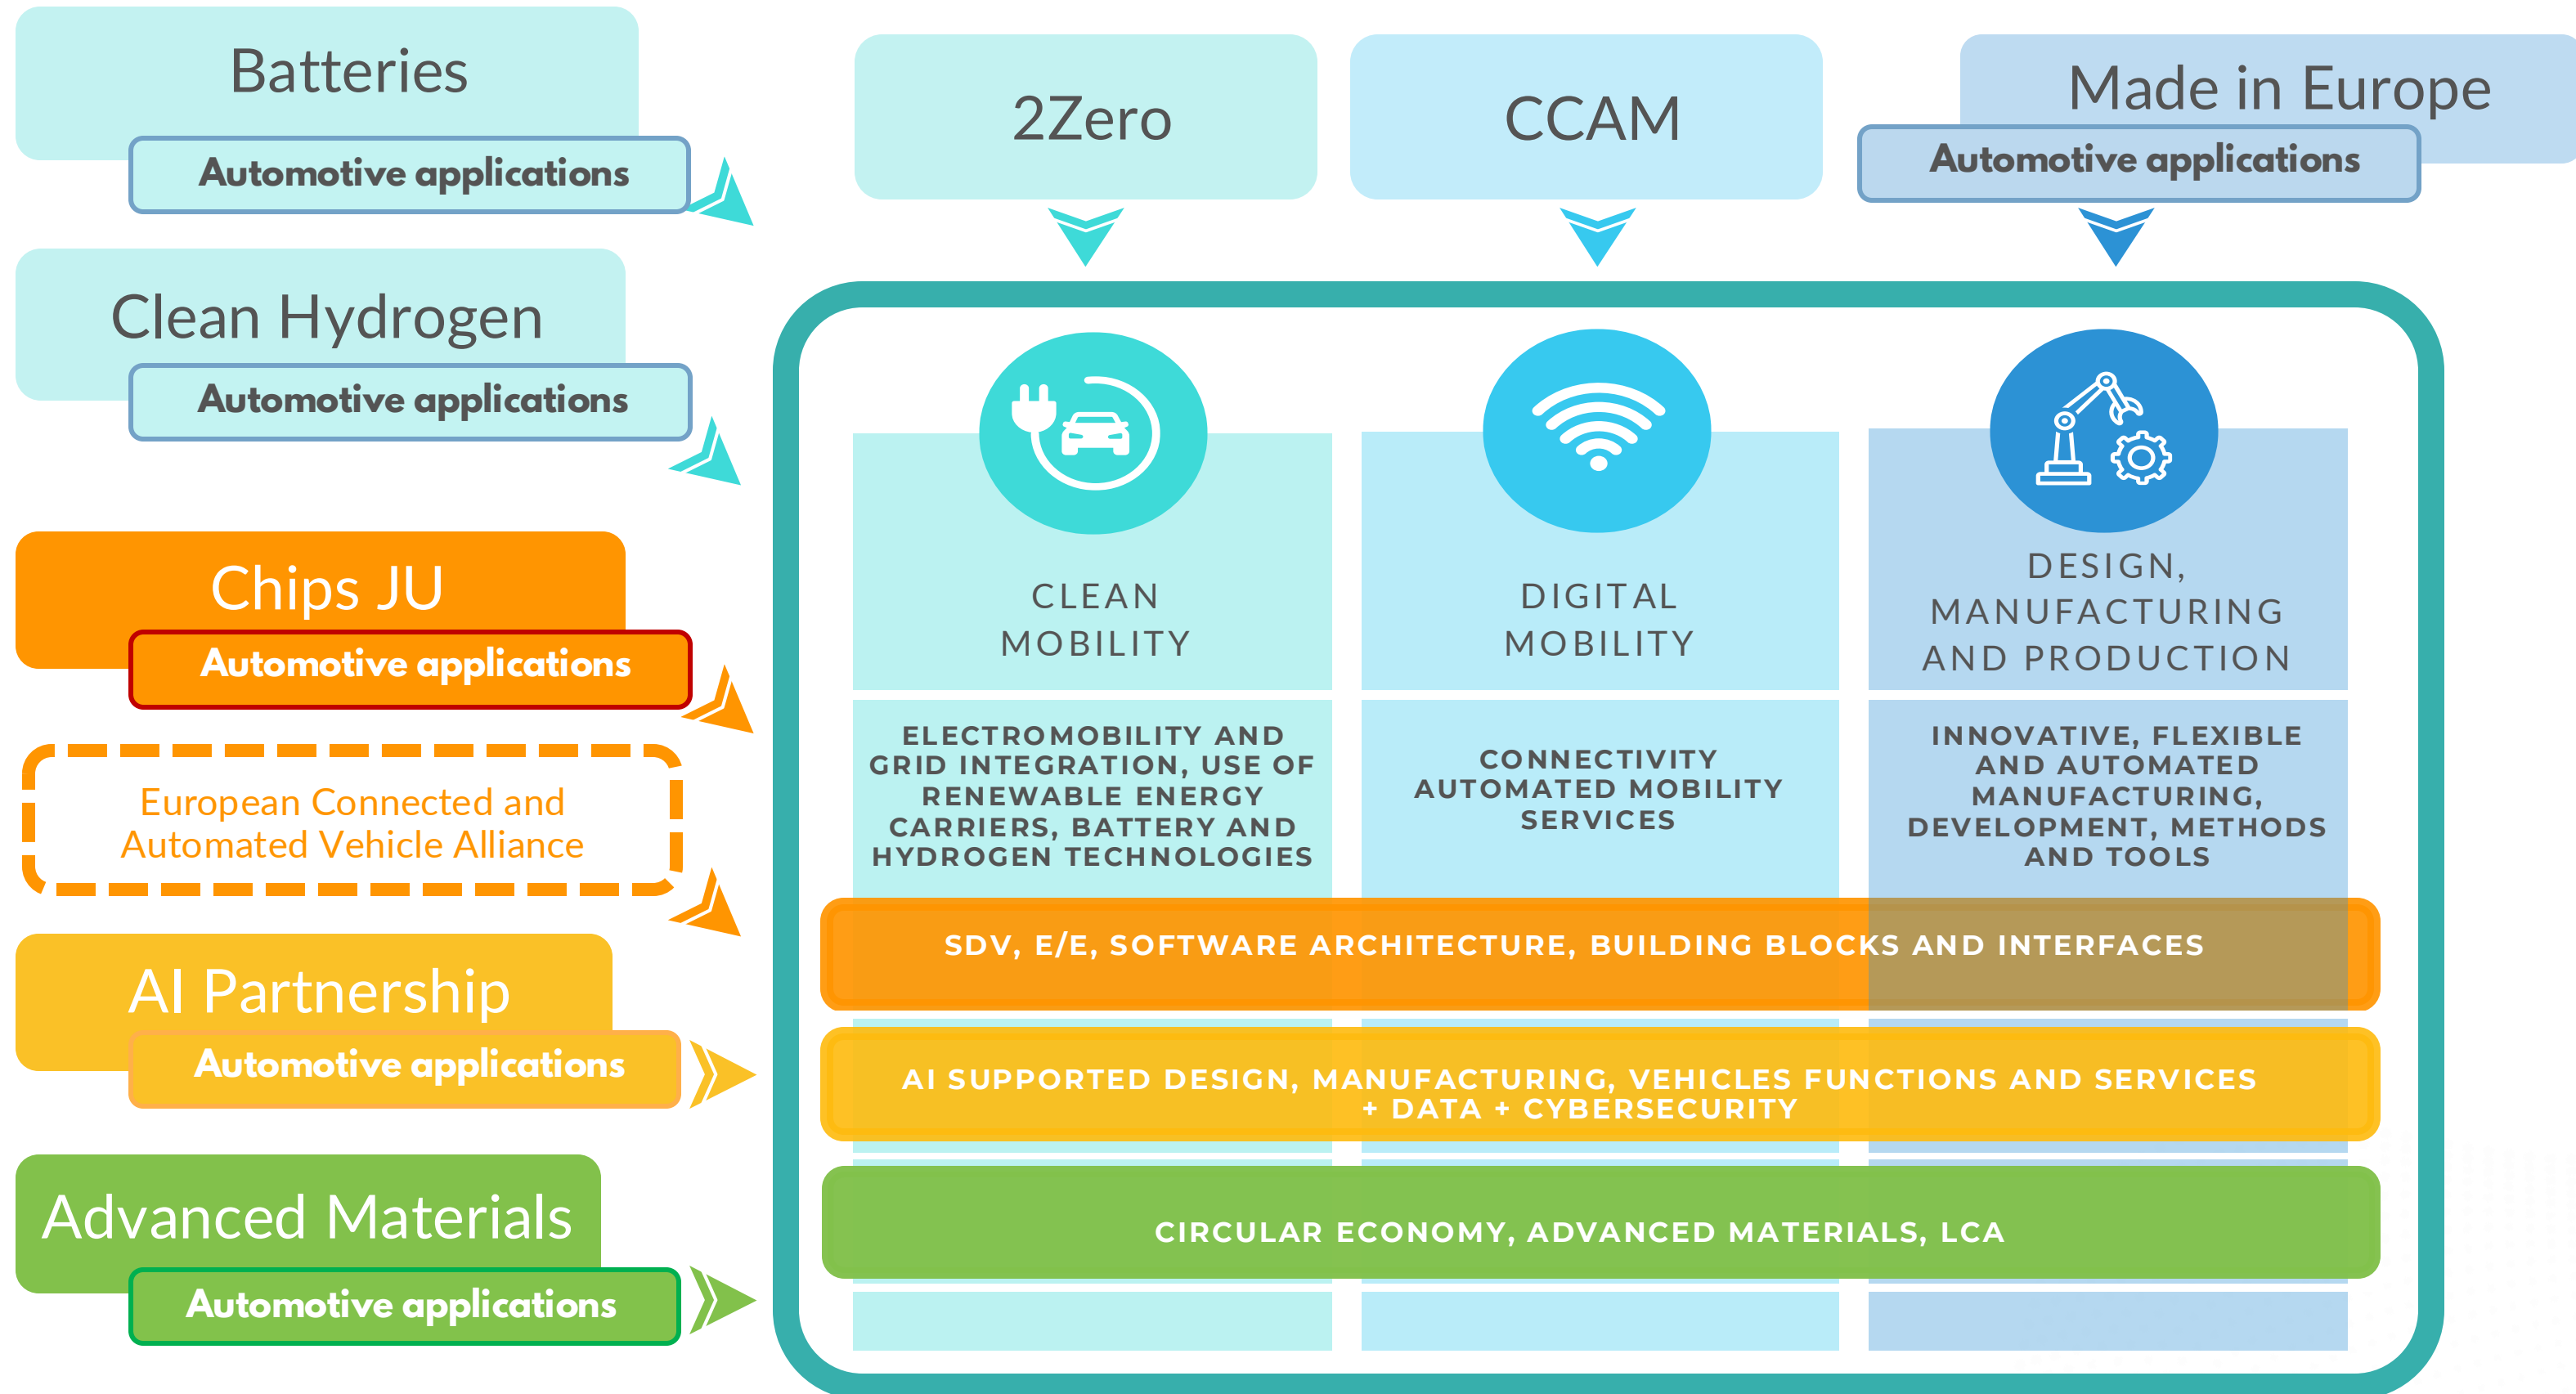 Batteries
Automotive applications
2Zero
CCAM
Made in Europe
Automotive applications
Clean Hydrogen
Automotive applications
Chips JU
Automotive applications
European Connected and
Automated Vehicle Alliance
AI Partnership
Automotive applications
Advanced Materials
Automotive applications
CLEAN
MOBILITY
DIGITAL
MOBILITY
DESIGN,
MANUFACTURING
AND PRODUCTION
ELECTROMOBILITY AND
GRID INTEGRATION, USE OF
RENEWABLE ENERGY
CARRIERS, BATTERY AND
HYDROGEN TECHNOLOGIES
CONNECTIVITY
AUTOMATED MOBILITY
SERVICES
INNOVATIVE, FLEXIBLE
AND AUTOMATED
MANUFACTURING,
DEVELOPMENT, METHODS
AND TOOLS
SDV, E/E, SOFTWARE ARCHITECTURE, BUILDING BLOCKS AND INTERFACES
AI SUPPORTED DESIGN, MANUFACTURING, VEHICLES FUNCTIONS AND SERVICES
+ DATA + CYBERSECURITY
CIRCULAR ECONOMY, ADVANCED MATERIALS, LCA